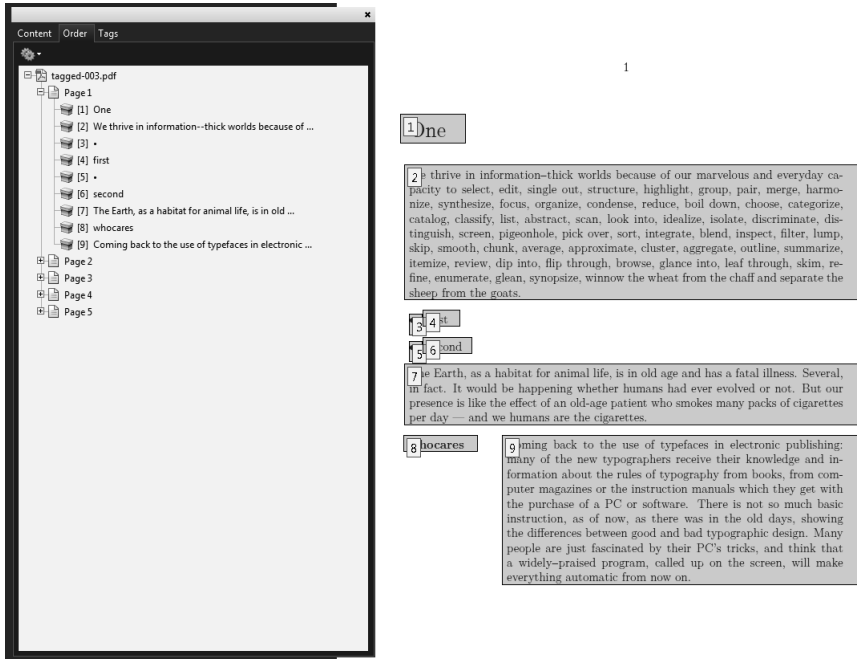 Content Order Tags
tagged-003.pdf
Page 1
[1] One
[2] We thrive in information--thick worlds because of ...
[3] •
[4] first
[5] •
[6] second
[7] The Earth, as a habitat for animal life, is in old ...
[8] whocares
[9] Coming back to the use of typefaces in electronic ...
Page 2
Page 3
Page 4
Page 5
1
1 One
2 thrive in information–thick worlds because of our marvelous and everyday ca-
pacity to select, edit, single out, structure, highlight, group, pair, merge, harmo-
nize, synthesize, focus, organize, condense, reduce, boil down, choose, categorize,
catalog, classify, list, abstract, scan, look into, idealize, isolate, discriminate, dis-
tinguish, screen, pigeonhole, pick over, sort, integrate, blend, inspect, filter, lump,
skip, smooth, chunk, average, approximate, cluster, aggregate, outline, summarize,
itemize, review, dip into, flip through, browse, glance into, leaf through, skim, re-
fine, enumerate, glean, synopsize, winnow the wheat from the chaff and separate the
sheep from the goats.
3 4 st
5 6 cond
7 Earth, as a habitat for animal life, is in old age and has a fatal illness. Several,
in fact. It would be happening whether humans had ever evolved or not. But our
presence is like the effect of an old-age patient who smokes many packs of cigarettes
per day — and we humans are the cigarettes.
8 hocares
9 oming back to the use of typefaces in electronic publishing:
many of the new typographers receive their knowledge and in-
formation about the rules of typography from books, from com-
puter magazines or the instruction manuals which they get with
the purchase of a PC or software. There is not so much basic
instruction, as of now, as there was in the old days, showing
the differences between good and bad typographic design. Many
people are just fascinated by their PC's tricks, and think that
a widely–praised program, called up on the screen, will make
everything automatic from now on.